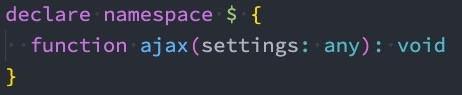 declare namespace $ {
  function ajax(settings: any): void
}